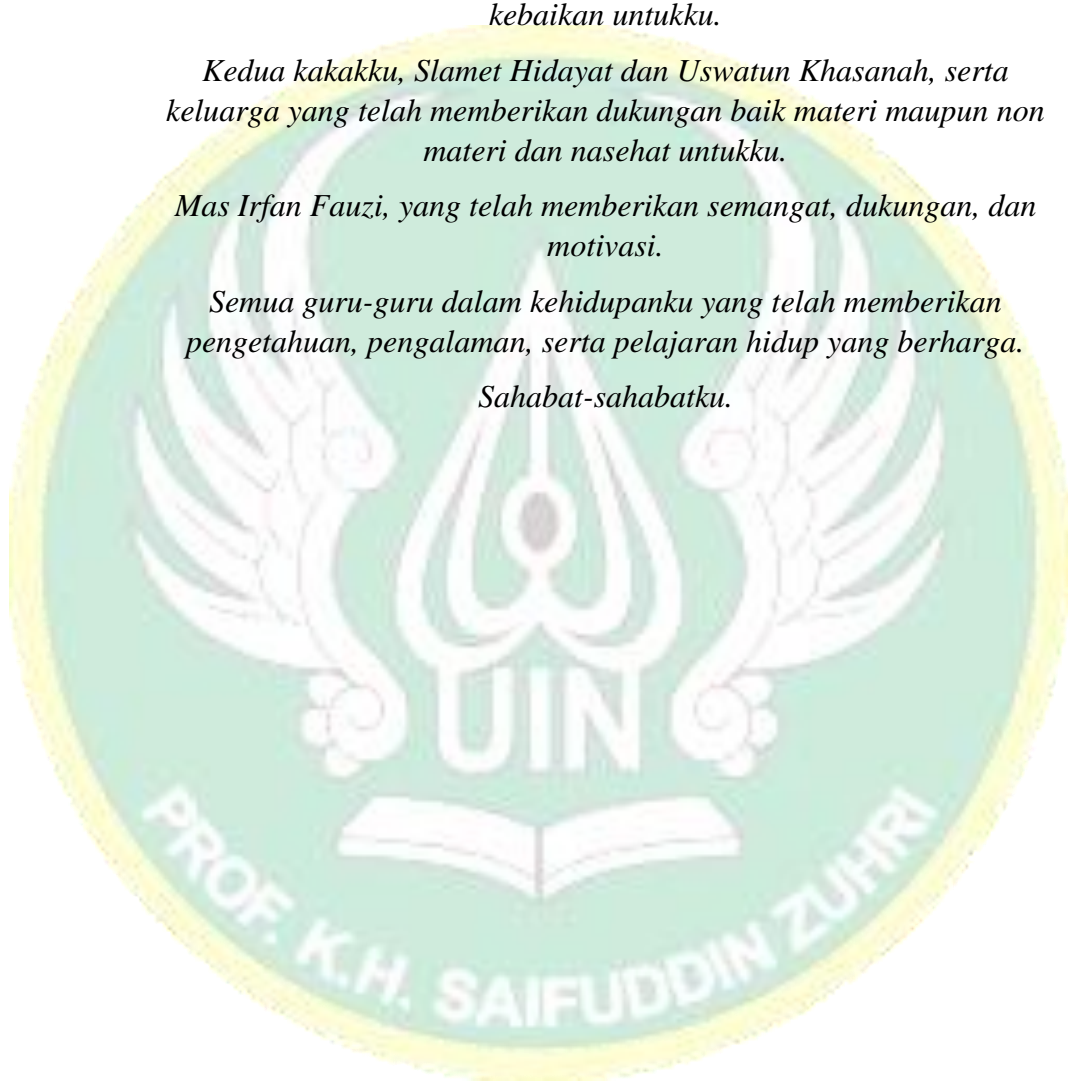 kebaikan untukku.
Kedua kakakku, Slamet Hidayat dan Uswatun Khasanah, serta
keluarga yang telah memberikan dukungan baik materi maupun non
materi dan nasehat untukku.
Mas Irfan Fauzi, yang telah memberikan semangat, dukungan, dan
motivasi.
Semua guru-guru dalam kehidupanku yang telah memberikan
pengetahuan, pengalaman, serta pelajaran hidup yang berharga.
Sahabat-sahabatku.
UIN
PROF. K.H. SAIFUDDIN ZUHRI